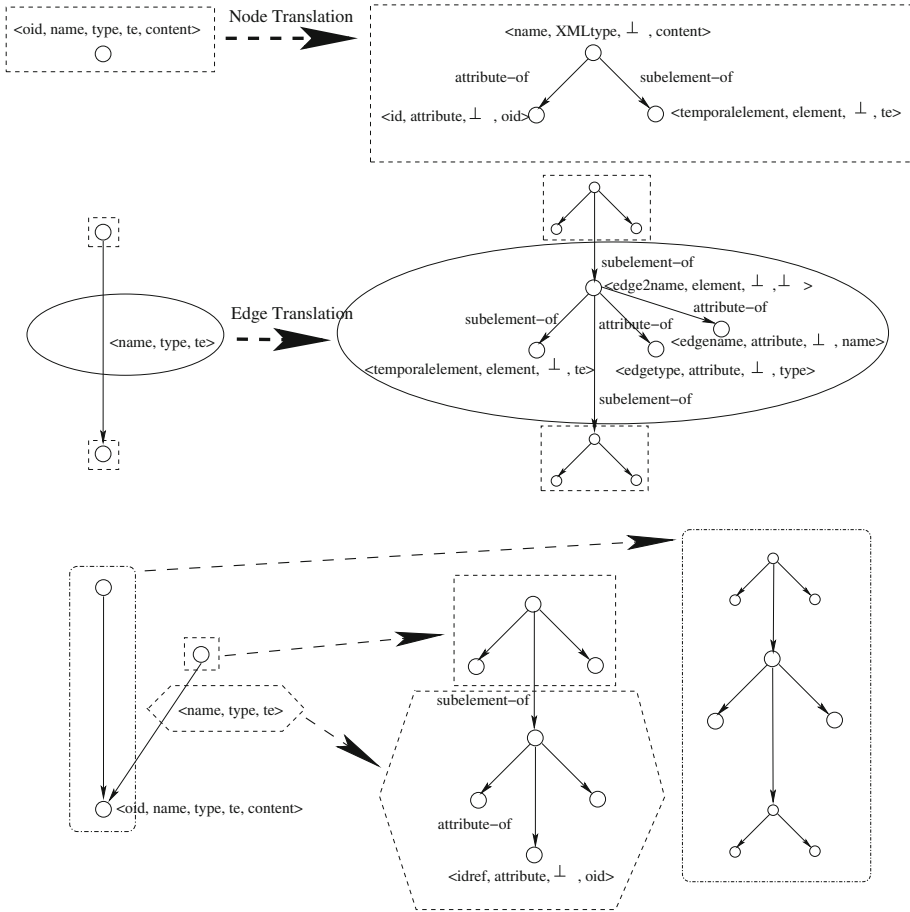 Node Translation
<oid, name, type, te, content>
<name, XMLtype, ⊥ , content>
attribute−of
subelement−of
<id, attribute, ⊥ , oid>
<temporalelement, element, ⊥ , te>
subelement−of
<edge2name, element, ⊥ , ⊥ >
attribute−of
Edge Translation
<name, type, te>
subelement−of
attribute−of
<edgename, attribute, ⊥ , name>
<temporalelement, element, ⊥ , te>
<edgetype, attribute, ⊥ , type>
subelement−of
subelement−of
<name, type, te>
<oid, name, type, te, content>
attribute−of
<idref, attribute, ⊥ , oid>